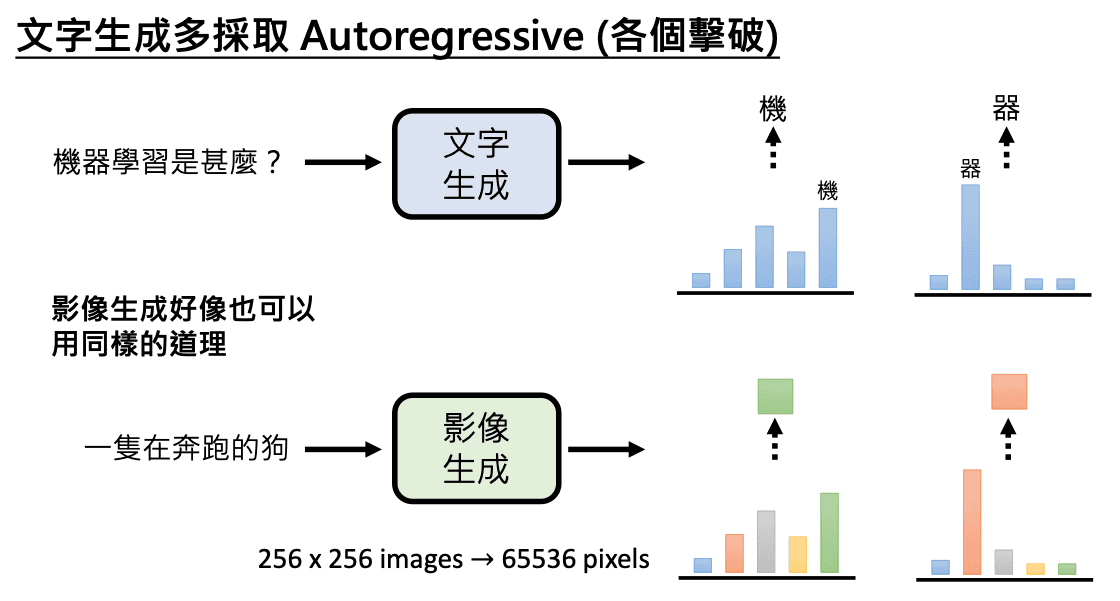 文字生成多採取 Autoregressive (各個擊破)
機器學習是甚麼？
文字
生成
機
機
器
器
影像生成好像也可以
用同樣的道理
一隻在奔跑的狗
影像
生成
256 x 256 images → 65536 pixels